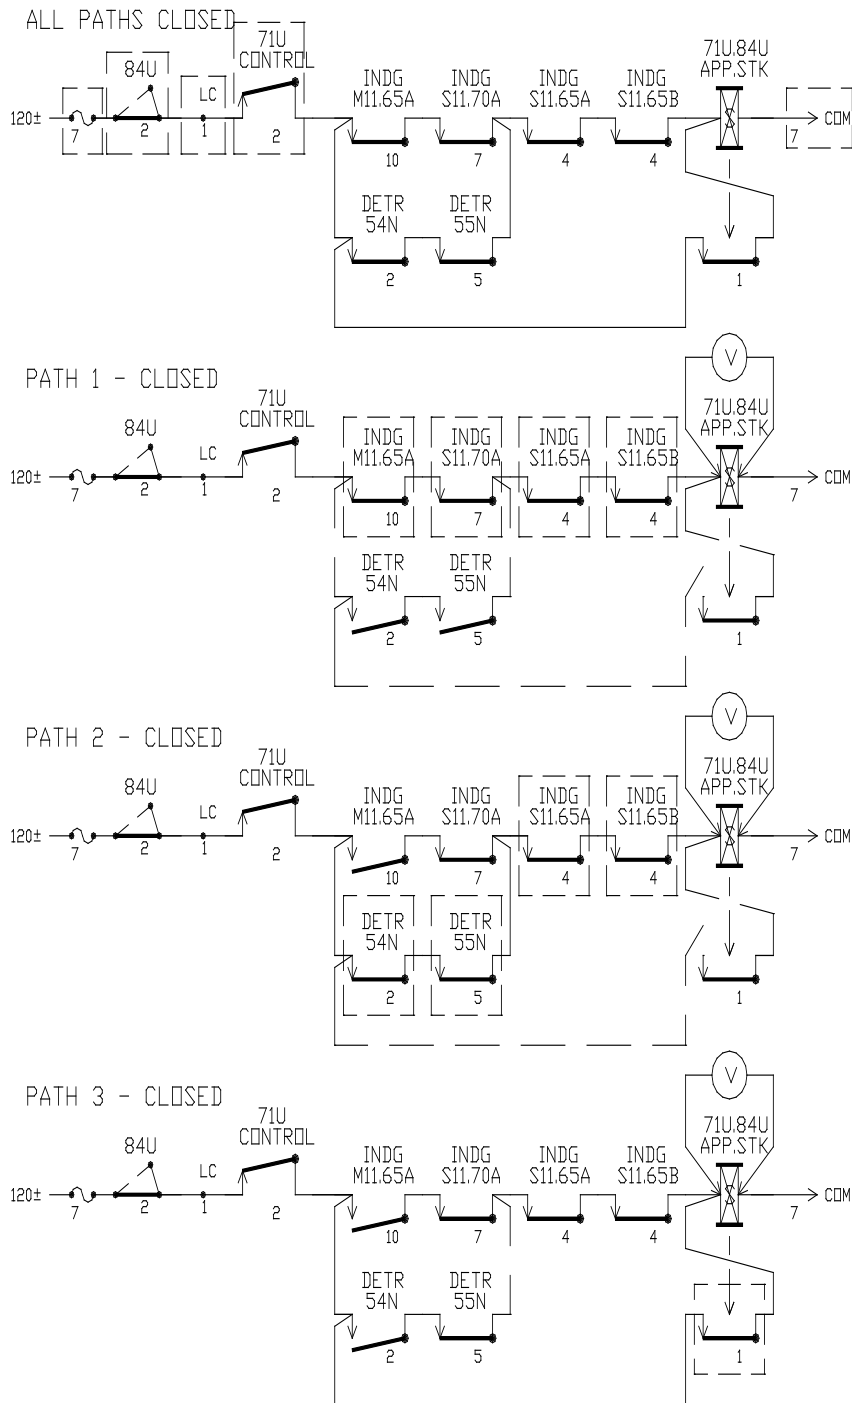 ALL PATHS CLOSED
71U
CONTROL
84U
LC
INDG
M11.65A
INDG
S11.70A
INDG
S11.65A
INDG
S11.65B
71U.84U
APP.STK
120±
7
2
1
2
10
7
4
4
7
COM
DETR
54N
DETR
55N
2
5
1
V
PATH 1 - CLOSED
71U
CONTROL
84U
LC
INDG
M11.65A
INDG
S11.70A
INDG
S11.65A
INDG
S11.65B
71U.84U
APP.STK
120±
7
2
1
2
10
7
4
4
7
COM
DETR
54N
DETR
55N
2
5
1
V
PATH 2 - CLOSED
71U
CONTROL
84U
LC
INDG
M11.65A
INDG
S11.70A
INDG
S11.65A
INDG
S11.65B
71U.84U
APP.STK
120±
7
2
1
2
10
7
4
4
7
COM
DETR
54N
DETR
55N
2
5
1
V
PATH 3 - CLOSED
71U
CONTROL
84U
LC
INDG
M11.65A
INDG
S11.70A
INDG
S11.65A
INDG
S11.65B
71U.84U
APP.STK
120±
7
2
1
2
10
7
4
4
7
COM
DETR
54N
DETR
55N
2
5
1